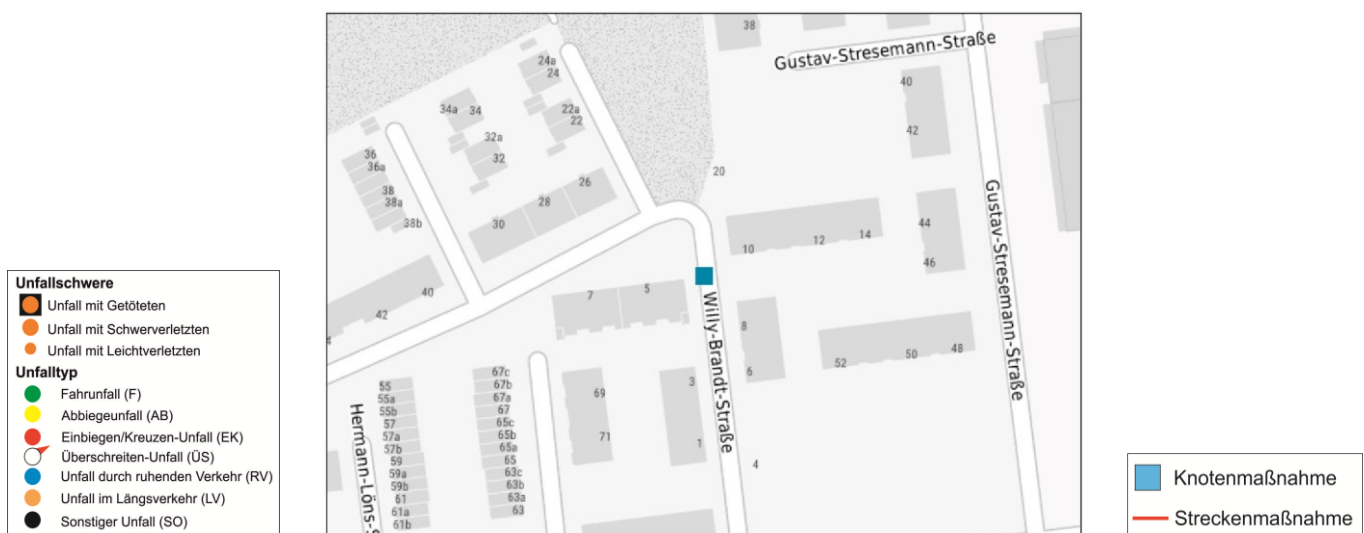 Unfallschwere
Unfall mit Getöteten
Unfall mit Schwerverletzten
Unfall mit Leichtverletzten
Unfalltyp
Fahrunfall (F)
Abbiegeunfall (AB)
Einbiegen/Kreuzen-Unfall (EK)
Überschreiten-Unfall (ÜS)
Unfall durch ruhenden Verkehr (RV)
Unfall im Längsverkehr (LV)
Sonstiger Unfall (SO)
38
Gustav-Stresemann-Straße
24a
24
40
34a 34
22a
22
42
32a
32
36
36a
38
38a
38b
20
26
28
30
Gustav-Stresemann-Straße
44
46
10 12 14
40
42
7 5
Willy-Brandt-Straße
8
6
52 50 48
3
1
4
69
71
67c
67b
67a
67
65c
65b
65a
65
63c
63b
63a
63
55
55a
55b
57
57a
57b
59
59a
59b
61
61a
61b
Hermann-Löns-S
Knotenmaßnahme
Streckenmaßnahme